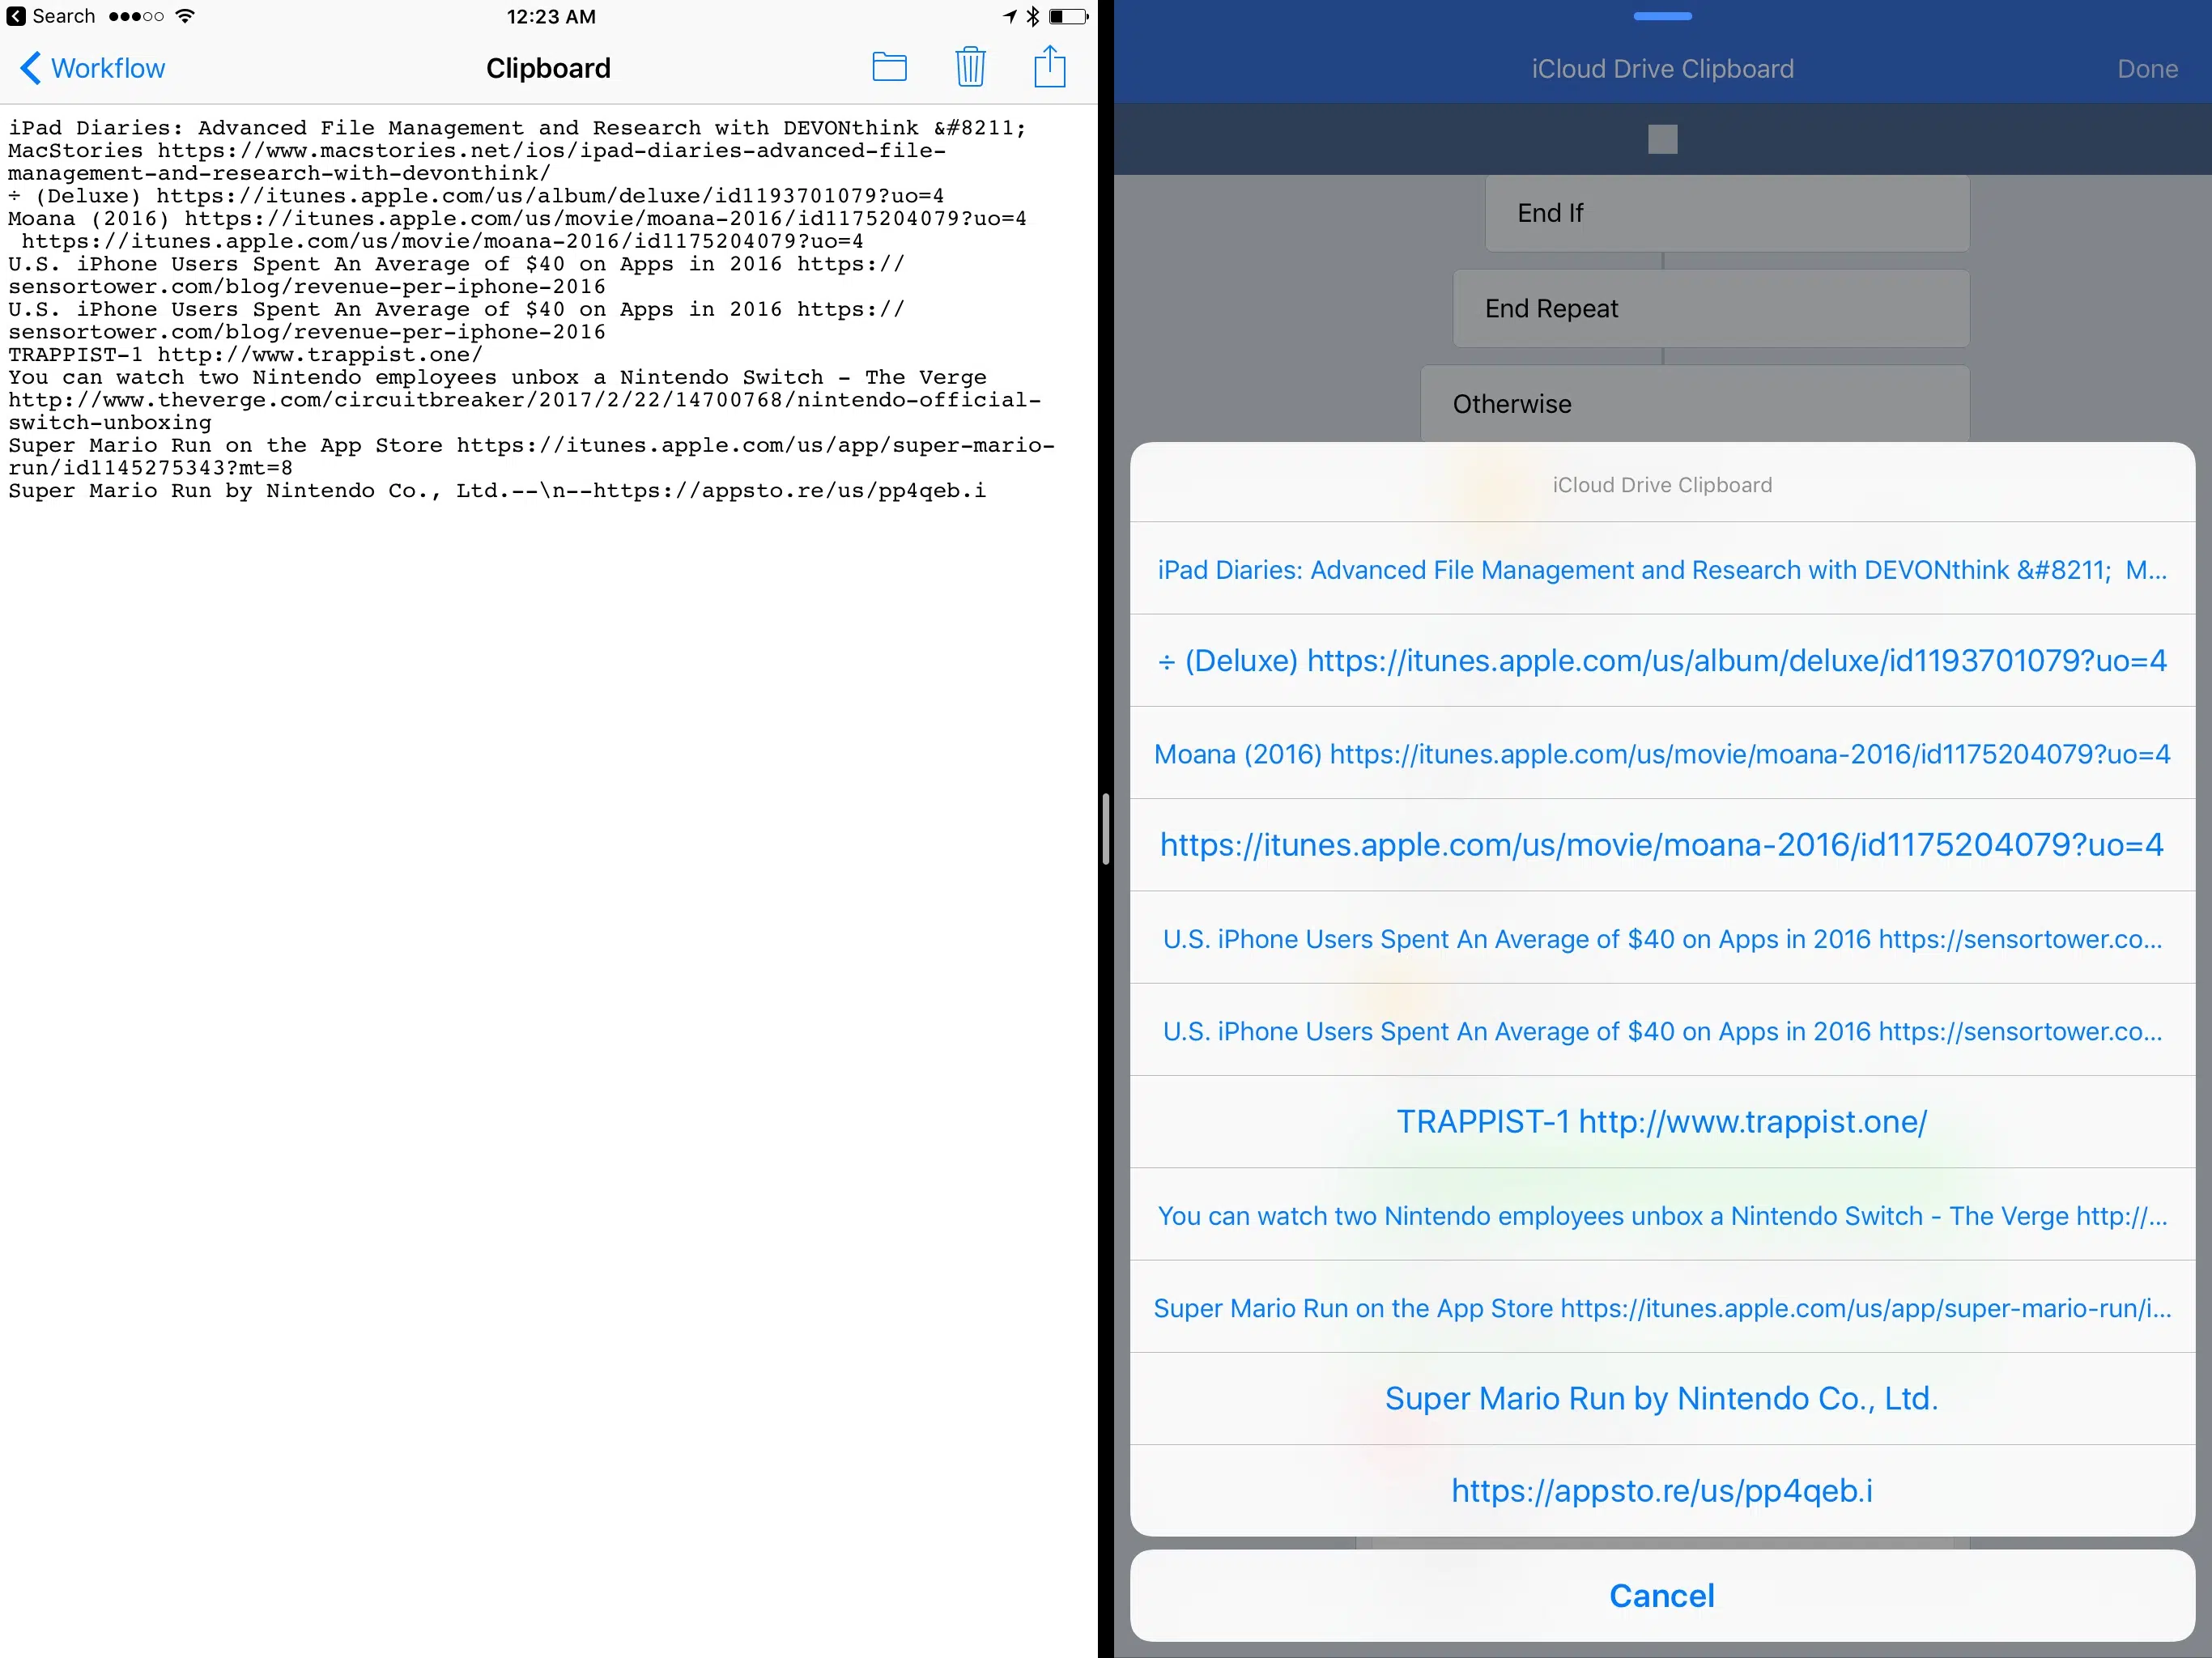 Search
12:23 AM
Workflow
Clipboard
iPad Diaries: Advanced File Management and Research with DEVONthink &#8211;
MacStories https://www.macstories.net/ios/ipad-diaries-advanced-file-
management-and-research-with-devonthink/
÷ (Deluxe) https://itunes.apple.com/us/album/deluxe/id1193701079?uo=4
Moana (2016) https://itunes.apple.com/us/movie/moana-2016/id1175204079?uo=4
https://itunes.apple.com/us/movie/moana-2016/id1175204079?uo=4
U.S. iPhone Users Spent An Average of $40 on Apps in 2016 https://
sensortower.com/blog/revenue-per-iphone-2016
U.S. iPhone Users Spent An Average of $40 on Apps in 2016 https://
sensortower.com/blog/revenue-per-iphone-2016
TRAPPIST-1 http://www.trappist.one/
You can watch two Nintendo employees unbox a Nintendo Switch - The Verge
http://www.theverge.com/circuitbreaker/2017/2/22/14700768/nintendo-official-
switch-unboxing
Super Mario Run on the App Store https://itunes.apple.com/us/app/super-mario-
run/id1145275343?mt=8
Super Mario Run by Nintendo Co., Ltd.--\n--https://appsto.re/us/pp4qeb.i
iCloud Drive Clipboard
Done
End If
End Repeat
Otherwise
iCloud Drive Clipboard
iPad Diaries: Advanced File Management and Research with DEVONthink &#8211; M...
÷ (Deluxe) https://itunes.apple.com/us/album/deluxe/id1193701079?uo=4
Moana (2016) https://itunes.apple.com/us/movie/moana-2016/id1175204079?uo=4
https://itunes.apple.com/us/movie/moana-2016/id1175204079?uo=4
U.S. iPhone Users Spent An Average of $40 on Apps in 2016 https://sensortower.co...
U.S. iPhone Users Spent An Average of $40 on Apps in 2016 https://sensortower.co...
TRAPPIST-1 http://www.trappist.one/
You can watch two Nintendo employees unbox a Nintendo Switch - The Verge http://...
Super Mario Run on the App Store https://itunes.apple.com/us/app/super-mario-run/i...
Super Mario Run by Nintendo Co., Ltd.
https://appsto.re/us/pp4qeb.i
Cancel